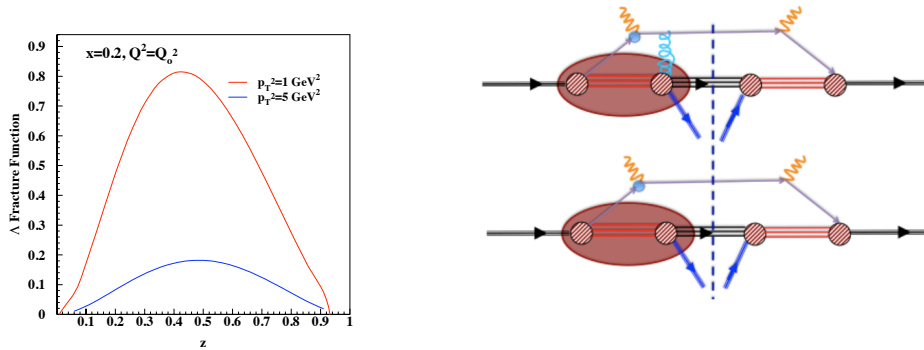 x=0.2, Q²=Qₒ²
p_T²=1 GeV²
p_T²=5 GeV²
Λ Fracture Function
0.9
0.8
0.7
0.6
0.5
0.4
0.3
0.2
0.1
0
0.1 0.2 0.3 0.4 0.5 0.6 0.7 0.8 0.9 1
z